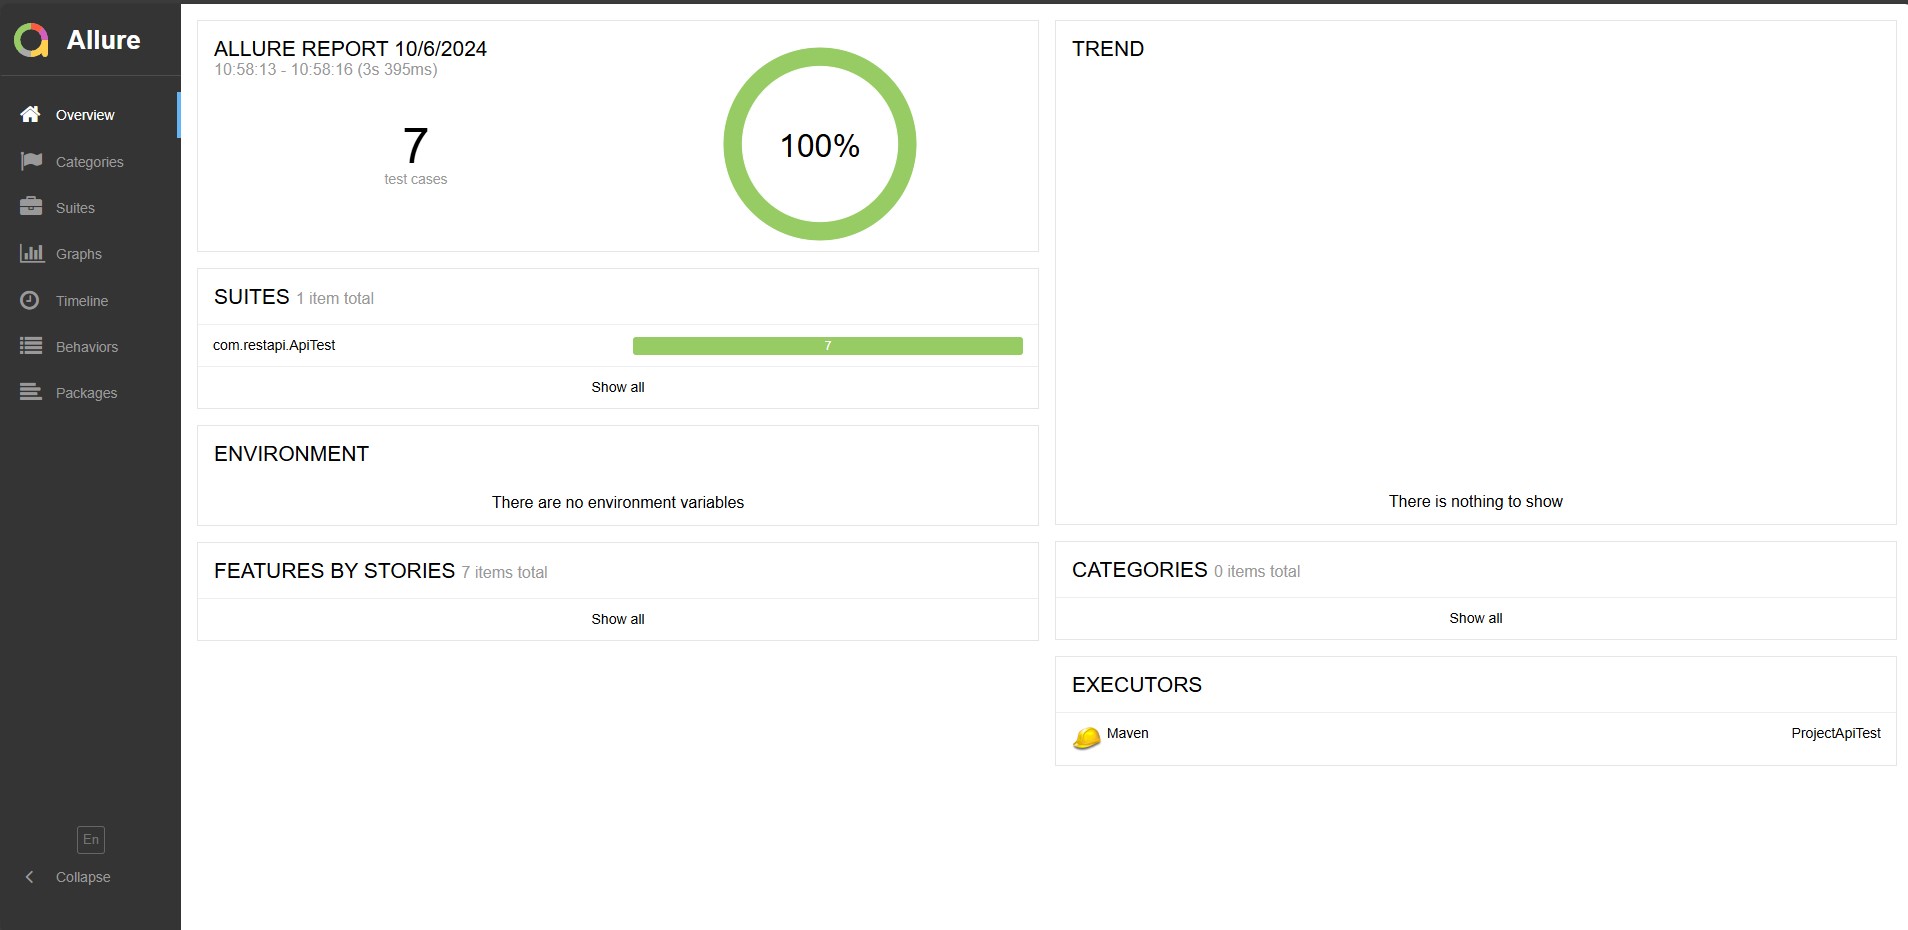 Allure
Overview
Categories
Suites
Graphs
Timeline
Behaviors
Packages
En
Collapse
ALLURE REPORT 10/6/2024
10:58:13 - 10:58:16 (3s 395ms)
7
test cases
100%
SUITES 1 item total
com.restapi.ApiTest 7
Show all
ENVIRONMENT
There are no environment variables
FEATURES BY STORIES 7 items total
Show all
TREND
There is nothing to show
CATEGORIES 0 items total
Show all
EXECUTORS
Maven ProjectApiTest